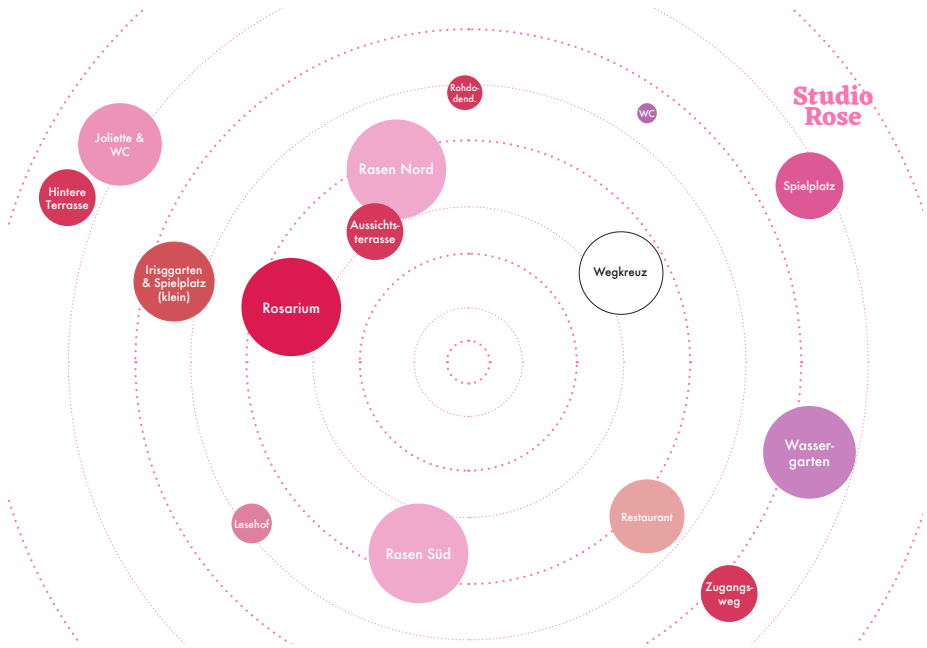 Rohdo-
dend.
WC
Studio
Rose
Joliette &
WC
Rasen Nord
Hintere
Terrasse
Spielplatz
Aussichts-
terrasse
Irisggarten
& Spielplatz
(klein)
Wegkreuz
Rosarium
Wasser-
garten
Lesehof
Restaurant
Rasen Süd
Zugangs-
weg